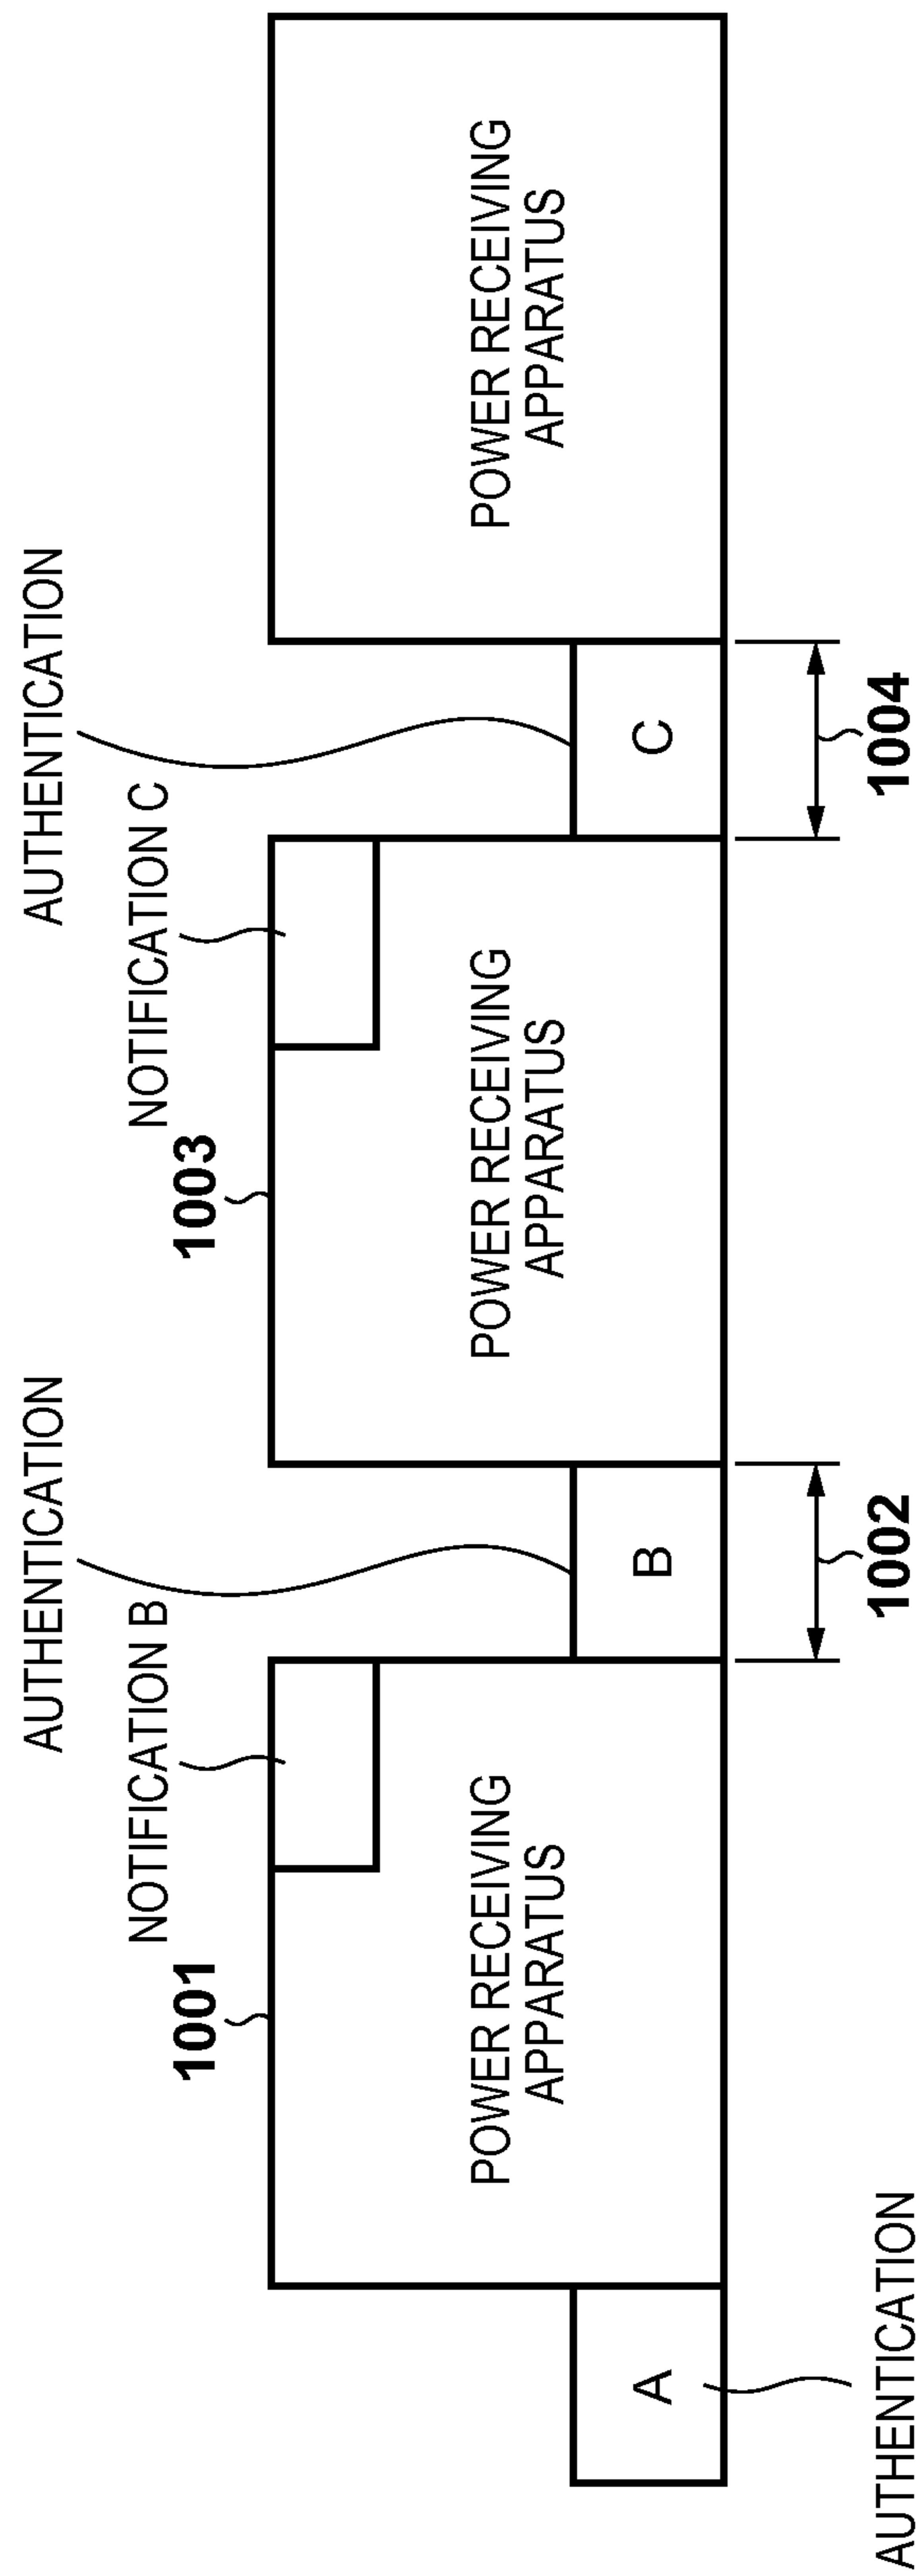 AUTHENTICATION
AUTHENTICATION
NOTIFICATION B
NOTIFICATION C
1001
1003
POWER RECEIVING
APPARATUS
POWER RECEIVING
APPARATUS
POWER RECEIVING
APPARATUS
A
B
C
1002
1004
AUTHENTICATION